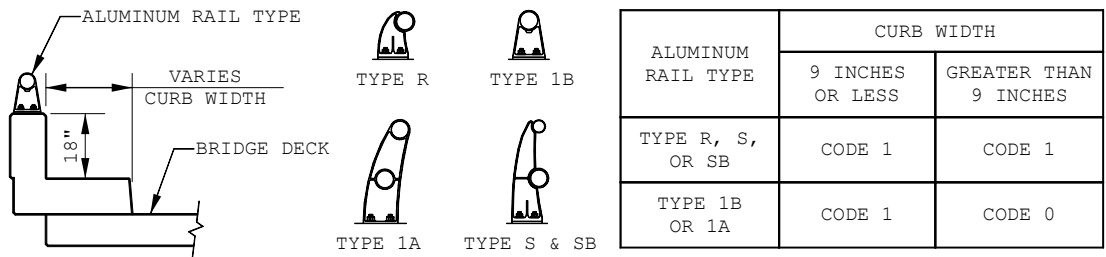 ALUMINUM RAIL TYPE
VARIES
CURB WIDTH
18"
BRIDGE DECK
TYPE R
TYPE 1B
TYPE 1A
TYPE S & SB
ALUMINUM
RAIL TYPE
CURB WIDTH
9 INCHES
OR LESS
GREATER THAN
9 INCHES
TYPE R, S,
OR SB
CODE 1
CODE 1
TYPE 1B
OR 1A
CODE 1
CODE 0